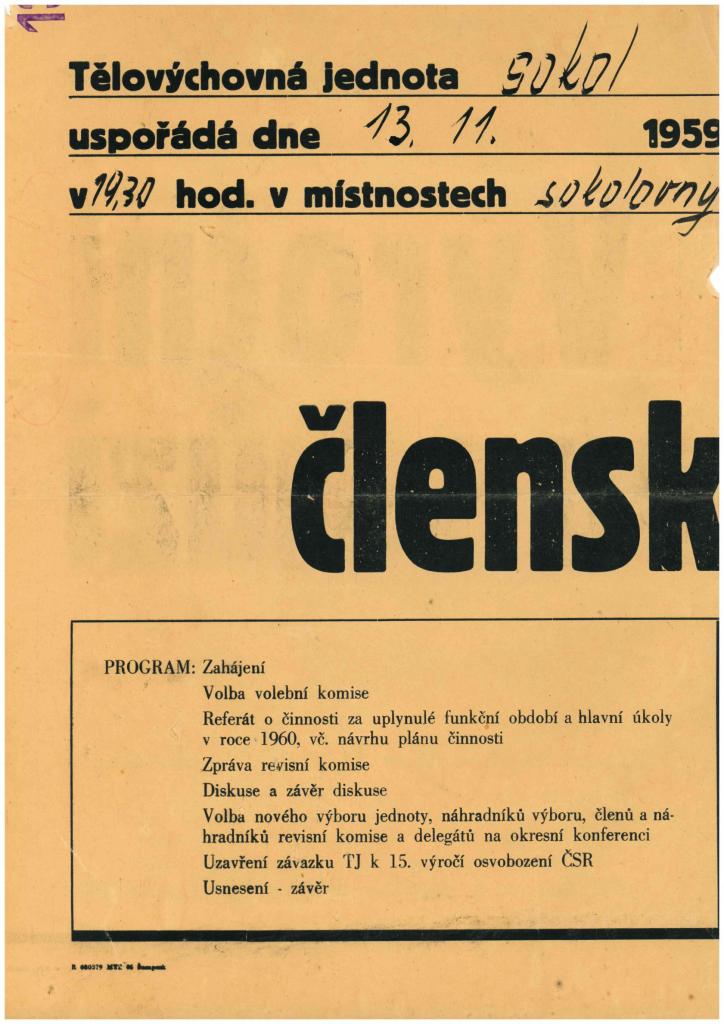 Tělovýchovná jednota sokol
uspořádá dne 13. 11. 1959
v 19,30 hod. v místnostech sokolovny
člensk
PROGRAM: Zahájení
Volba volební komise
Referát o činnosti za uplynulé funkční období a hlavní úkoly
v roce 1960, vč. návrhu plánu činnosti
Zpráva revisní komise
Diskuse a závěr diskuse
Volba nového výboru jednoty, náhradníků výboru, členů a ná-
hradníků revisní komise a delegátů na okresní konferenci
Uzavření závazku TJ k 15. výročí osvobození ČSR
Usnesení - závěr